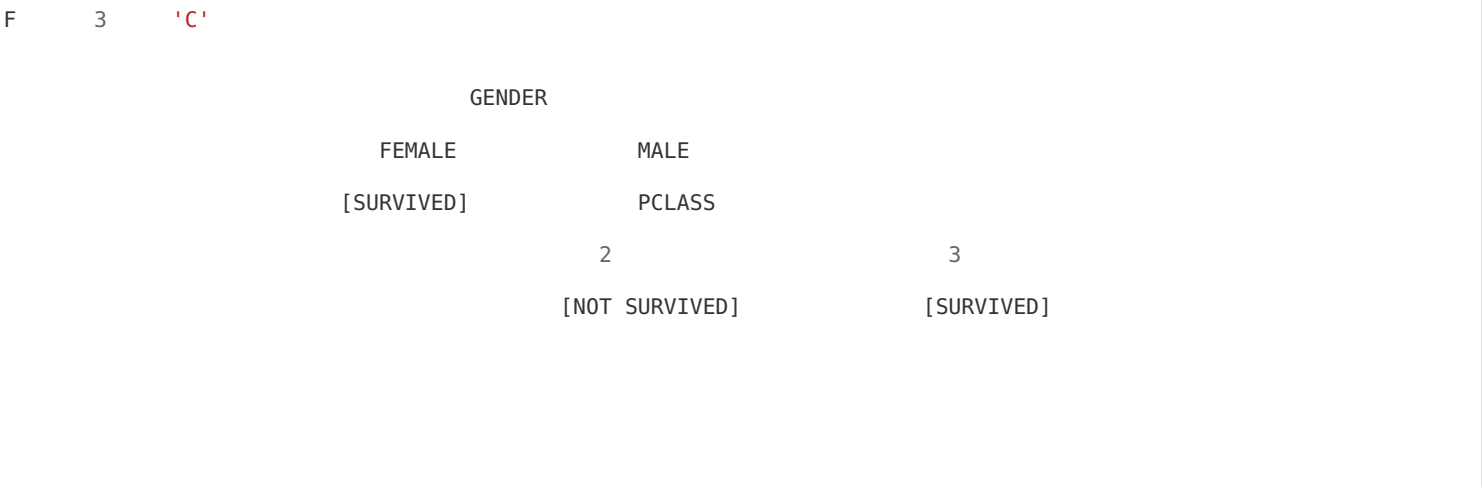 F 3 'C'
GENDER
FEMALE MALE
[SURVIVED] PCLASS
2 3
[NOT SURVIVED] [SURVIVED]